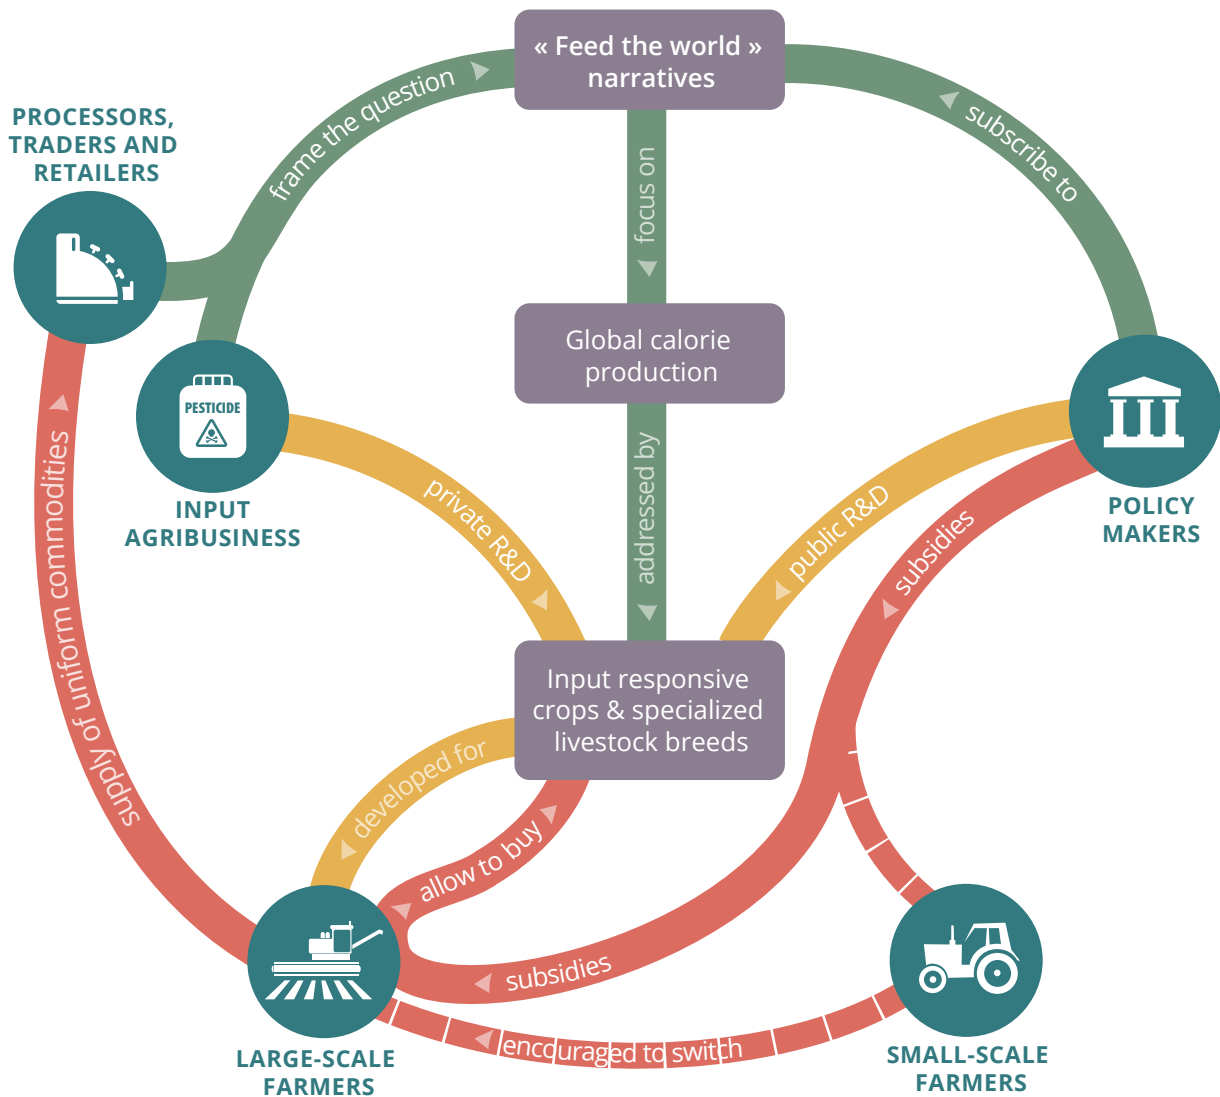 « Feed the world »
narratives
frame the question
subscribe to
PROCESSORS,
TRADERS AND
RETAILERS
focus on
Global calorie
production
PESTICIDE
INPUT
AGRIBUSINESS
POLICY
MAKERS
supply of uniform commodities
private R&D
addressed by
public R&D
subsidies
Input responsive
crops & specialized
livestock breeds
developed for
allow to buy
subsidies
encouraged to switch
LARGE-SCALE
FARMERS
SMALL-SCALE
FARMERS